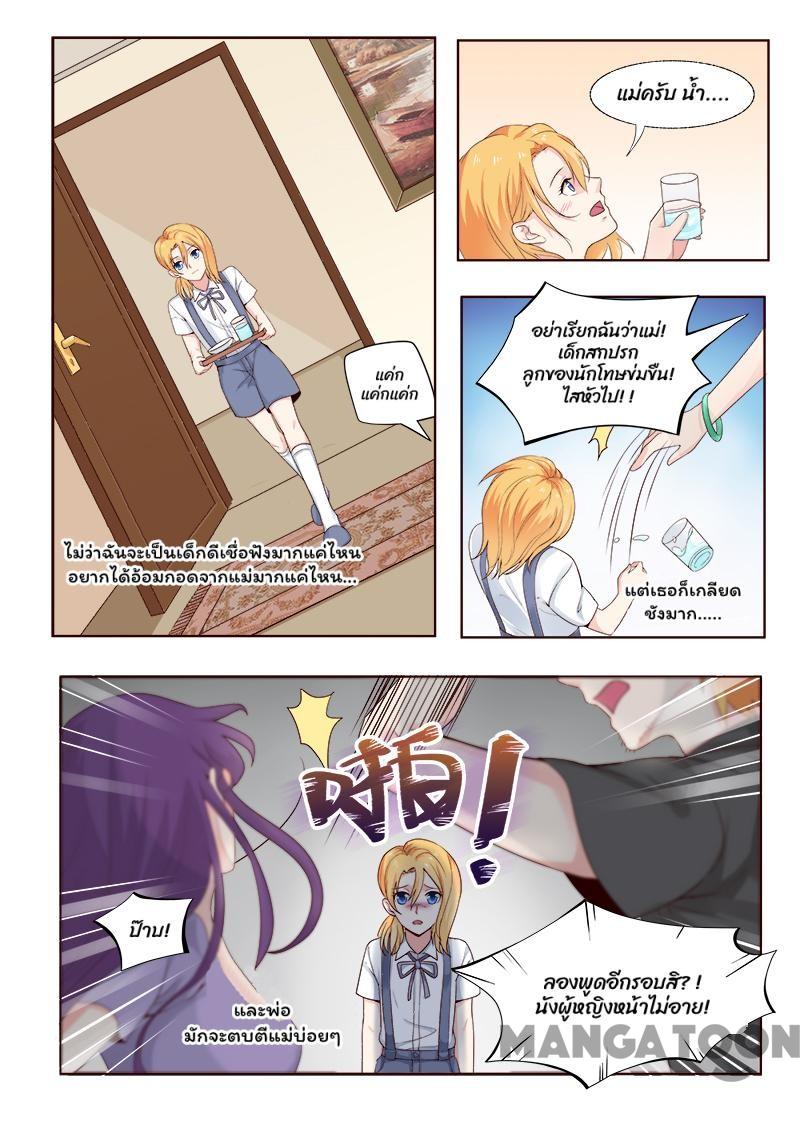 แค่ก
แค่กแค่ก
ไม่ว่าฉันจะเป็นเด็กดีเชื่อฟังมากแค่ไหน
อยากได้อ้อมกอดจากแม่มากแค่ไหน...
แม่ครับ น้ำ....
อย่าเรียกฉันว่าแม่!
เด็กสกปรก
ลูกของนักโทษข่มขืน!
ไสหัวไป! !
แต่เธอก็เกลียด
ชังมาก.....
ป๊าบ!
และพ่อ
มักจะตบตีแม่บ่อยๆ
ลองพูดอีกรอบสิ? !
นังผู้หญิงหน้าไม่อาย!
MANGATOON